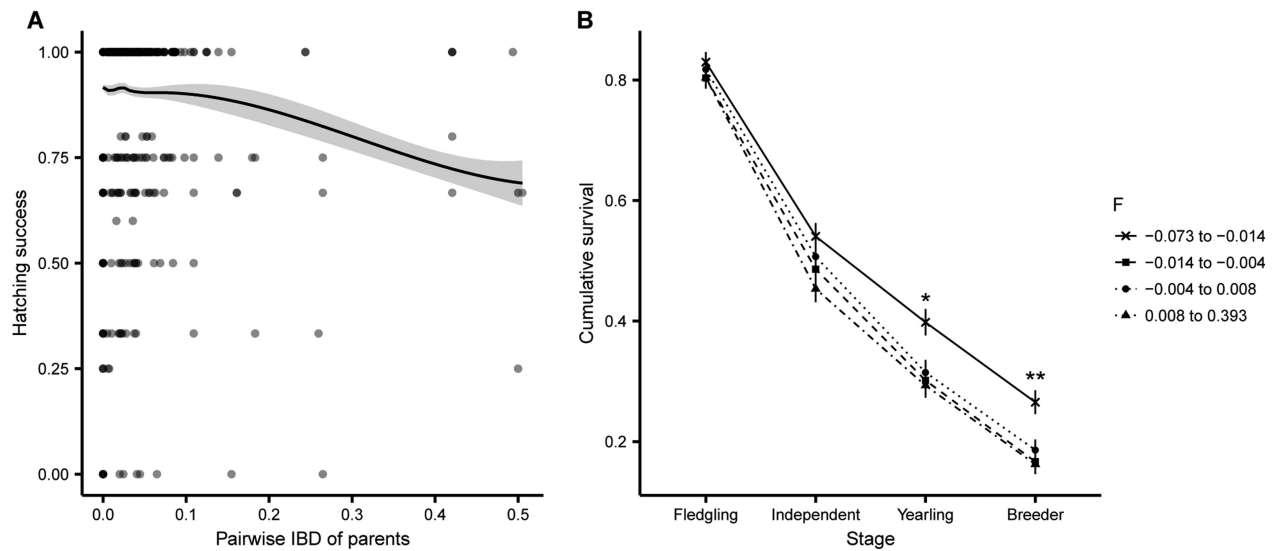 A
Hatching success
1.00
0.75
0.50
0.25
0.00
0.0 0.1 0.2 0.3 0.4 0.5
Pairwise IBD of parents
B
Cumulative survival
0.8
0.6
0.4
0.2
*
**
Fledgling Independent Yearling Breeder
Stage
F
−0.073 to −0.014
−0.014 to −0.004
−0.004 to 0.008
0.008 to 0.393